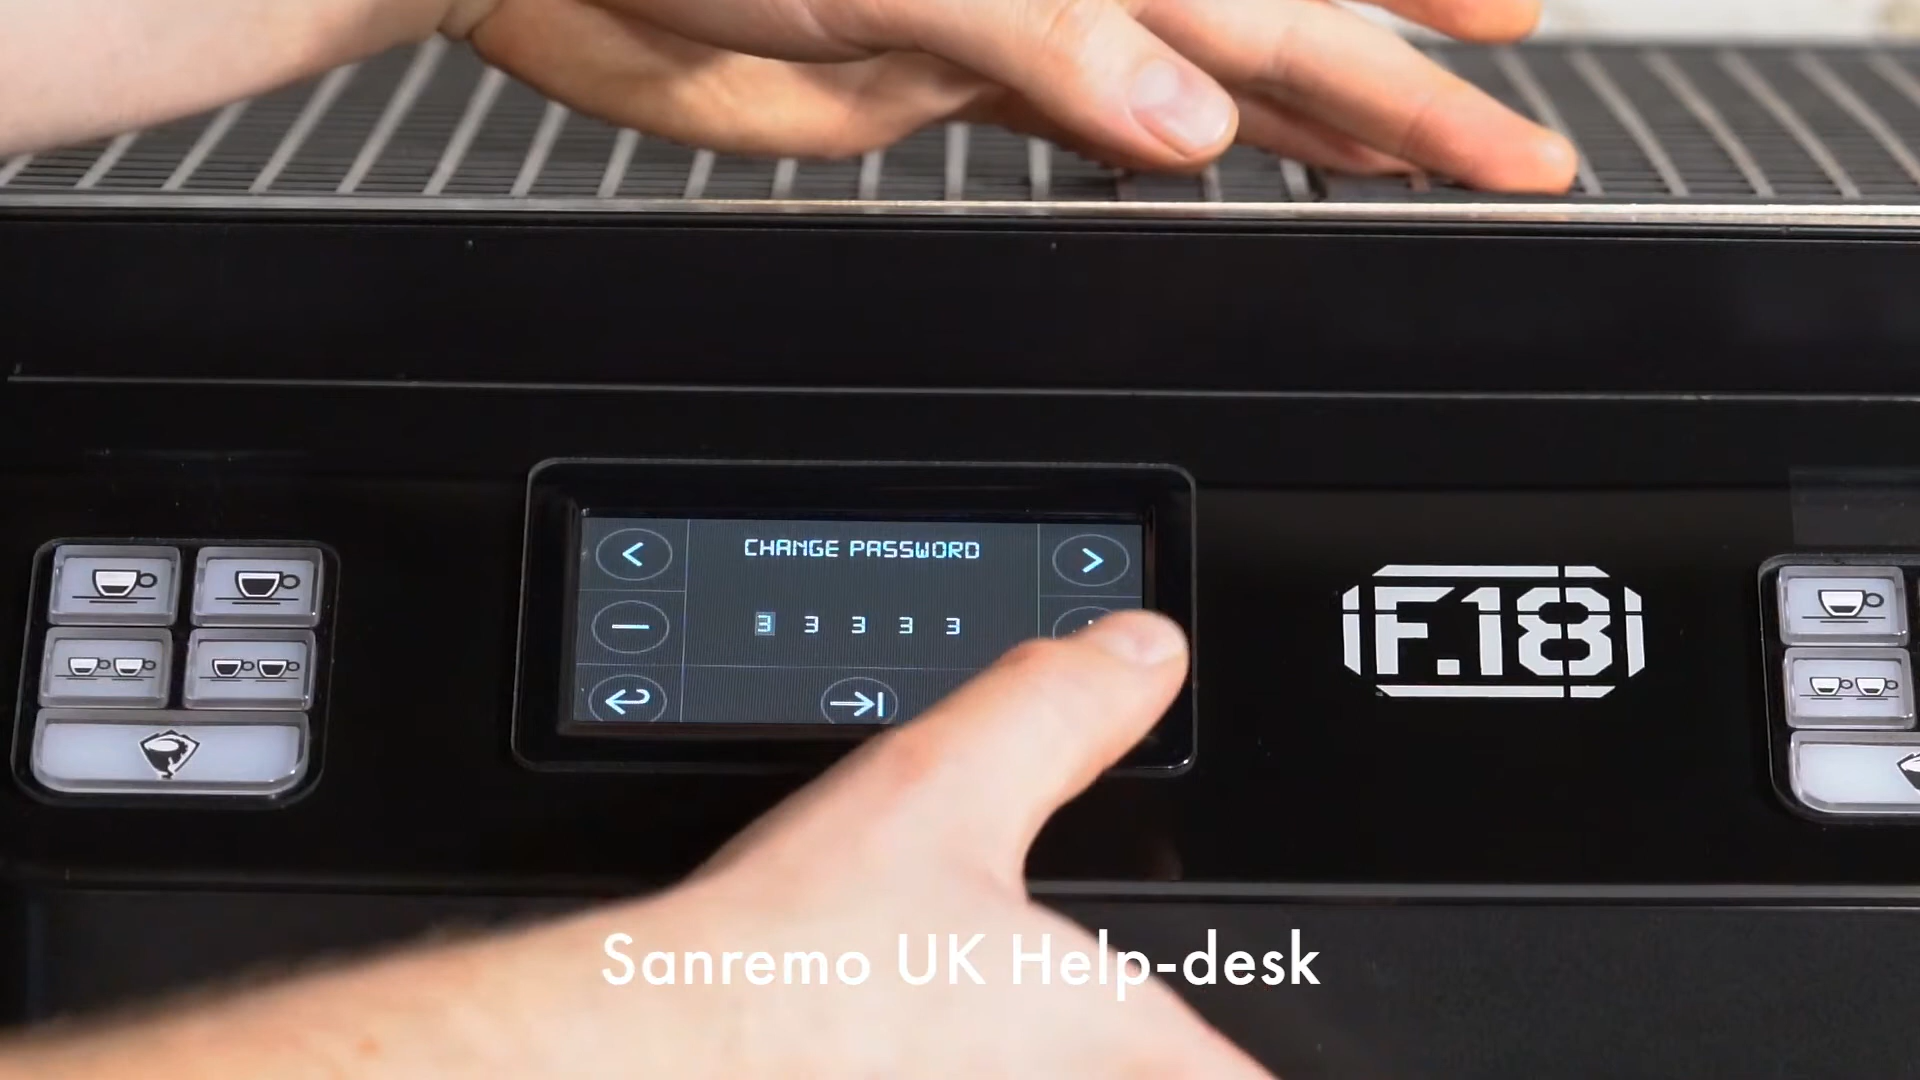 CHANGE PASSWORD
3 3 3 3 3
F.18
Sanremo UK Help-desk